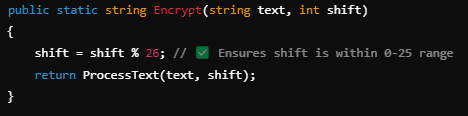 public static string Encrypt(string text, int shift)
{
    shift = shift % 26; // ✅ Ensures shift is within 0-25 range
    return ProcessText(text, shift);
}